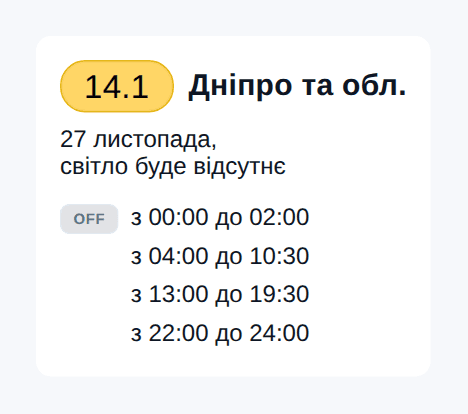 14.1 Дніпро та обл.
27 листопада,
світло буде відсутнє
OFF з 00:00 до 02:00
з 04:00 до 10:30
з 13:00 до 19:30
з 22:00 до 24:00